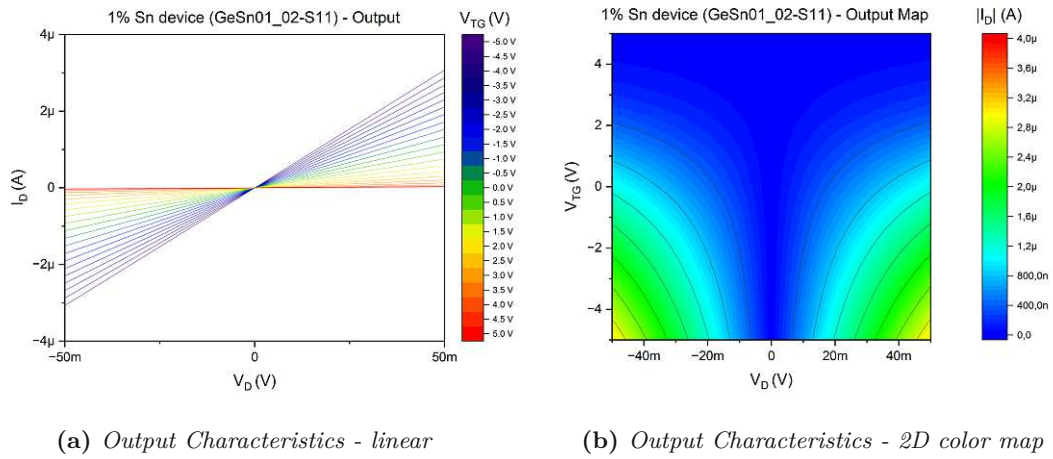 1% Sn device (GeSn01_02-S11) - Output
V_TG (V)
4µ
2µ
0
−2µ
−4µ
I_D (A)
−50m
0
50m
V_D (V)
-5.0 V
-4.5 V
-4.0 V
-3.5 V
-3.0 V
-2.5 V
-2.0 V
-1.5 V
-1.0 V
-0.5 V
0.0 V
0.5 V
1.0 V
1.5 V
2.0 V
2.5 V
3.0 V
3.5 V
4.0 V
4.5 V
5.0 V
1% Sn device (GeSn01_02-S11) - Output Map
|I_D| (A)
4
2
0
−2
−4
V_TG (V)
−40m
−20m
0
20m
40m
V_D (V)
4,0µ
3,6µ
3,2µ
2,8µ
2,4µ
2,0µ
1,6µ
1,2µ
800,0n
400,0n
0,0
(a) Output Characteristics - linear
(b) Output Characteristics - 2D color map